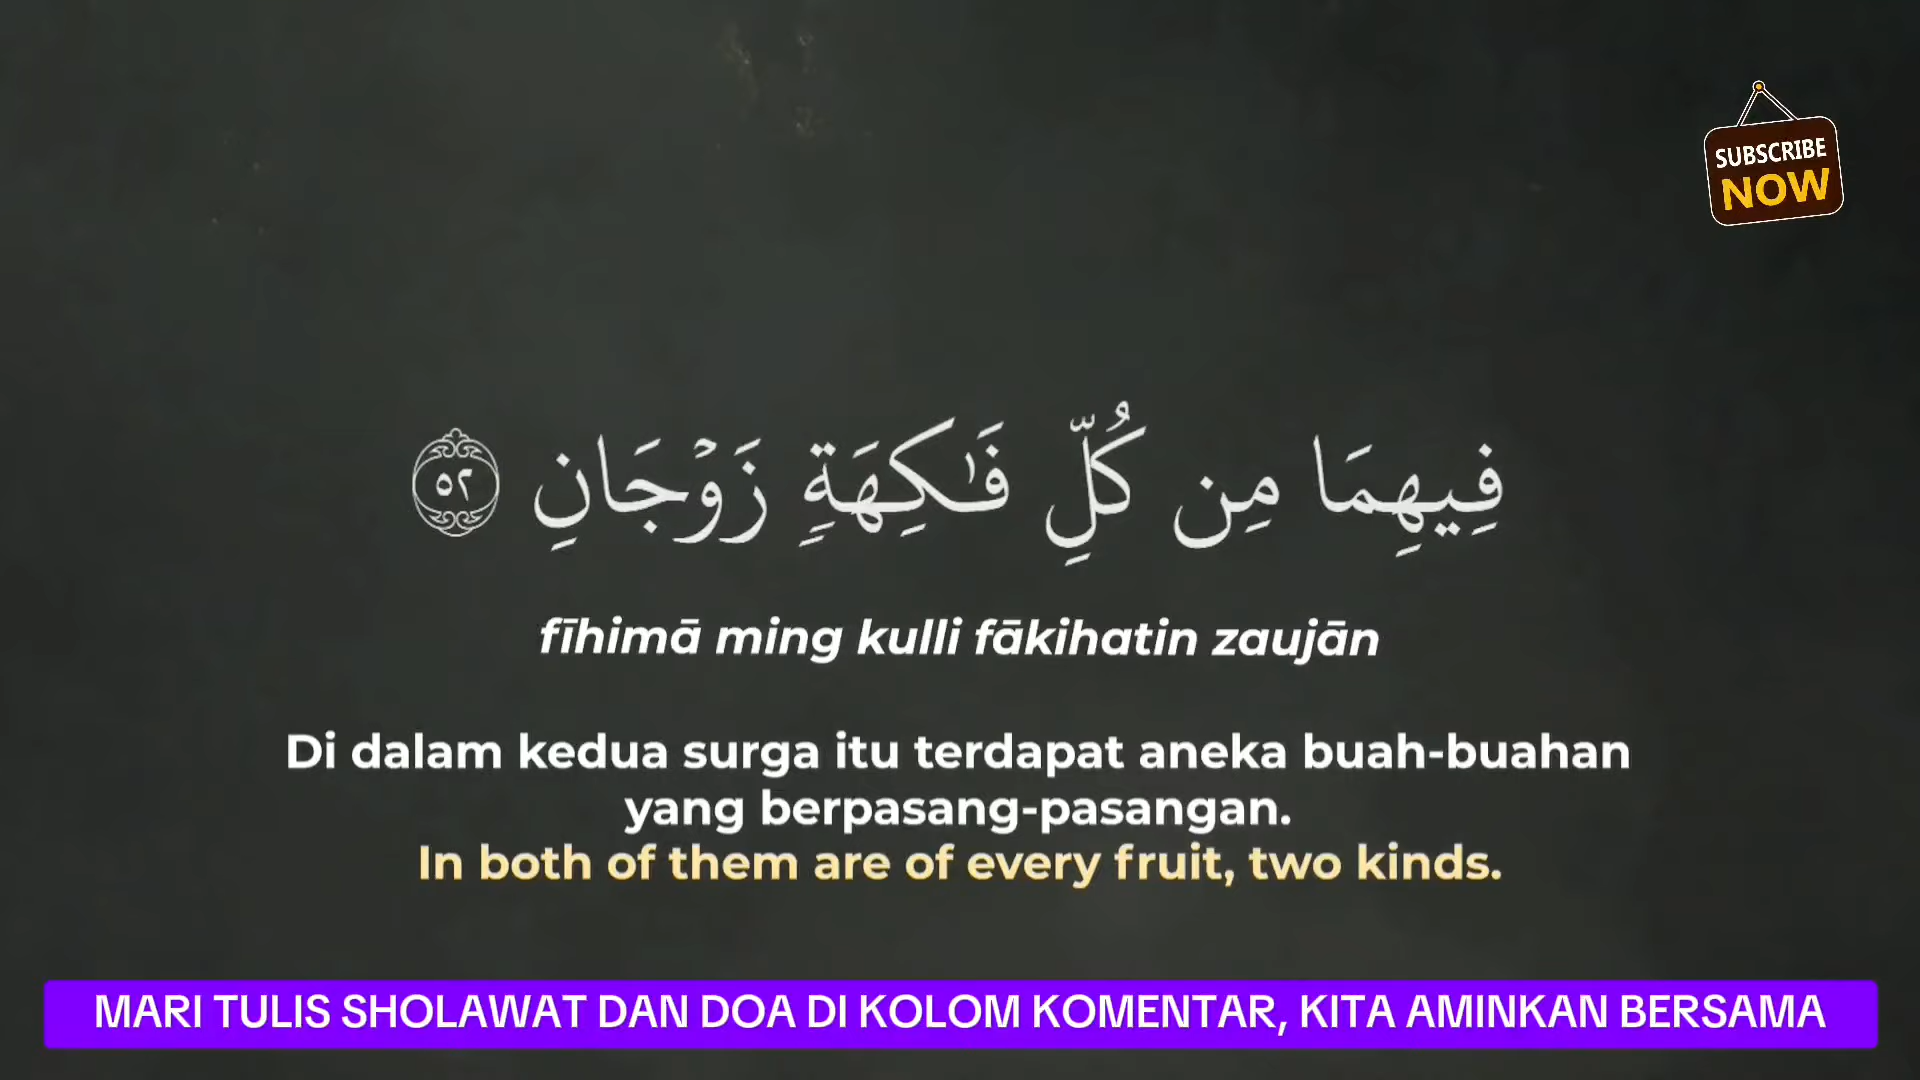 SUBSCRIBE
NOW
فِيهِمَا مِن كُلِّ فَـٰكِهَةٍ زَوۡجَانِ ٥٢
fīhimā ming kulli fākihatin zaujān
Di dalam kedua surga itu terdapat aneka buah-buahan
yang berpasang-pasangan.
In both of them are of every fruit, two kinds.
MARI TULIS SHOLAWAT DAN DOA DI KOLOM KOMENTAR, KITA AMINKAN BERSAMA